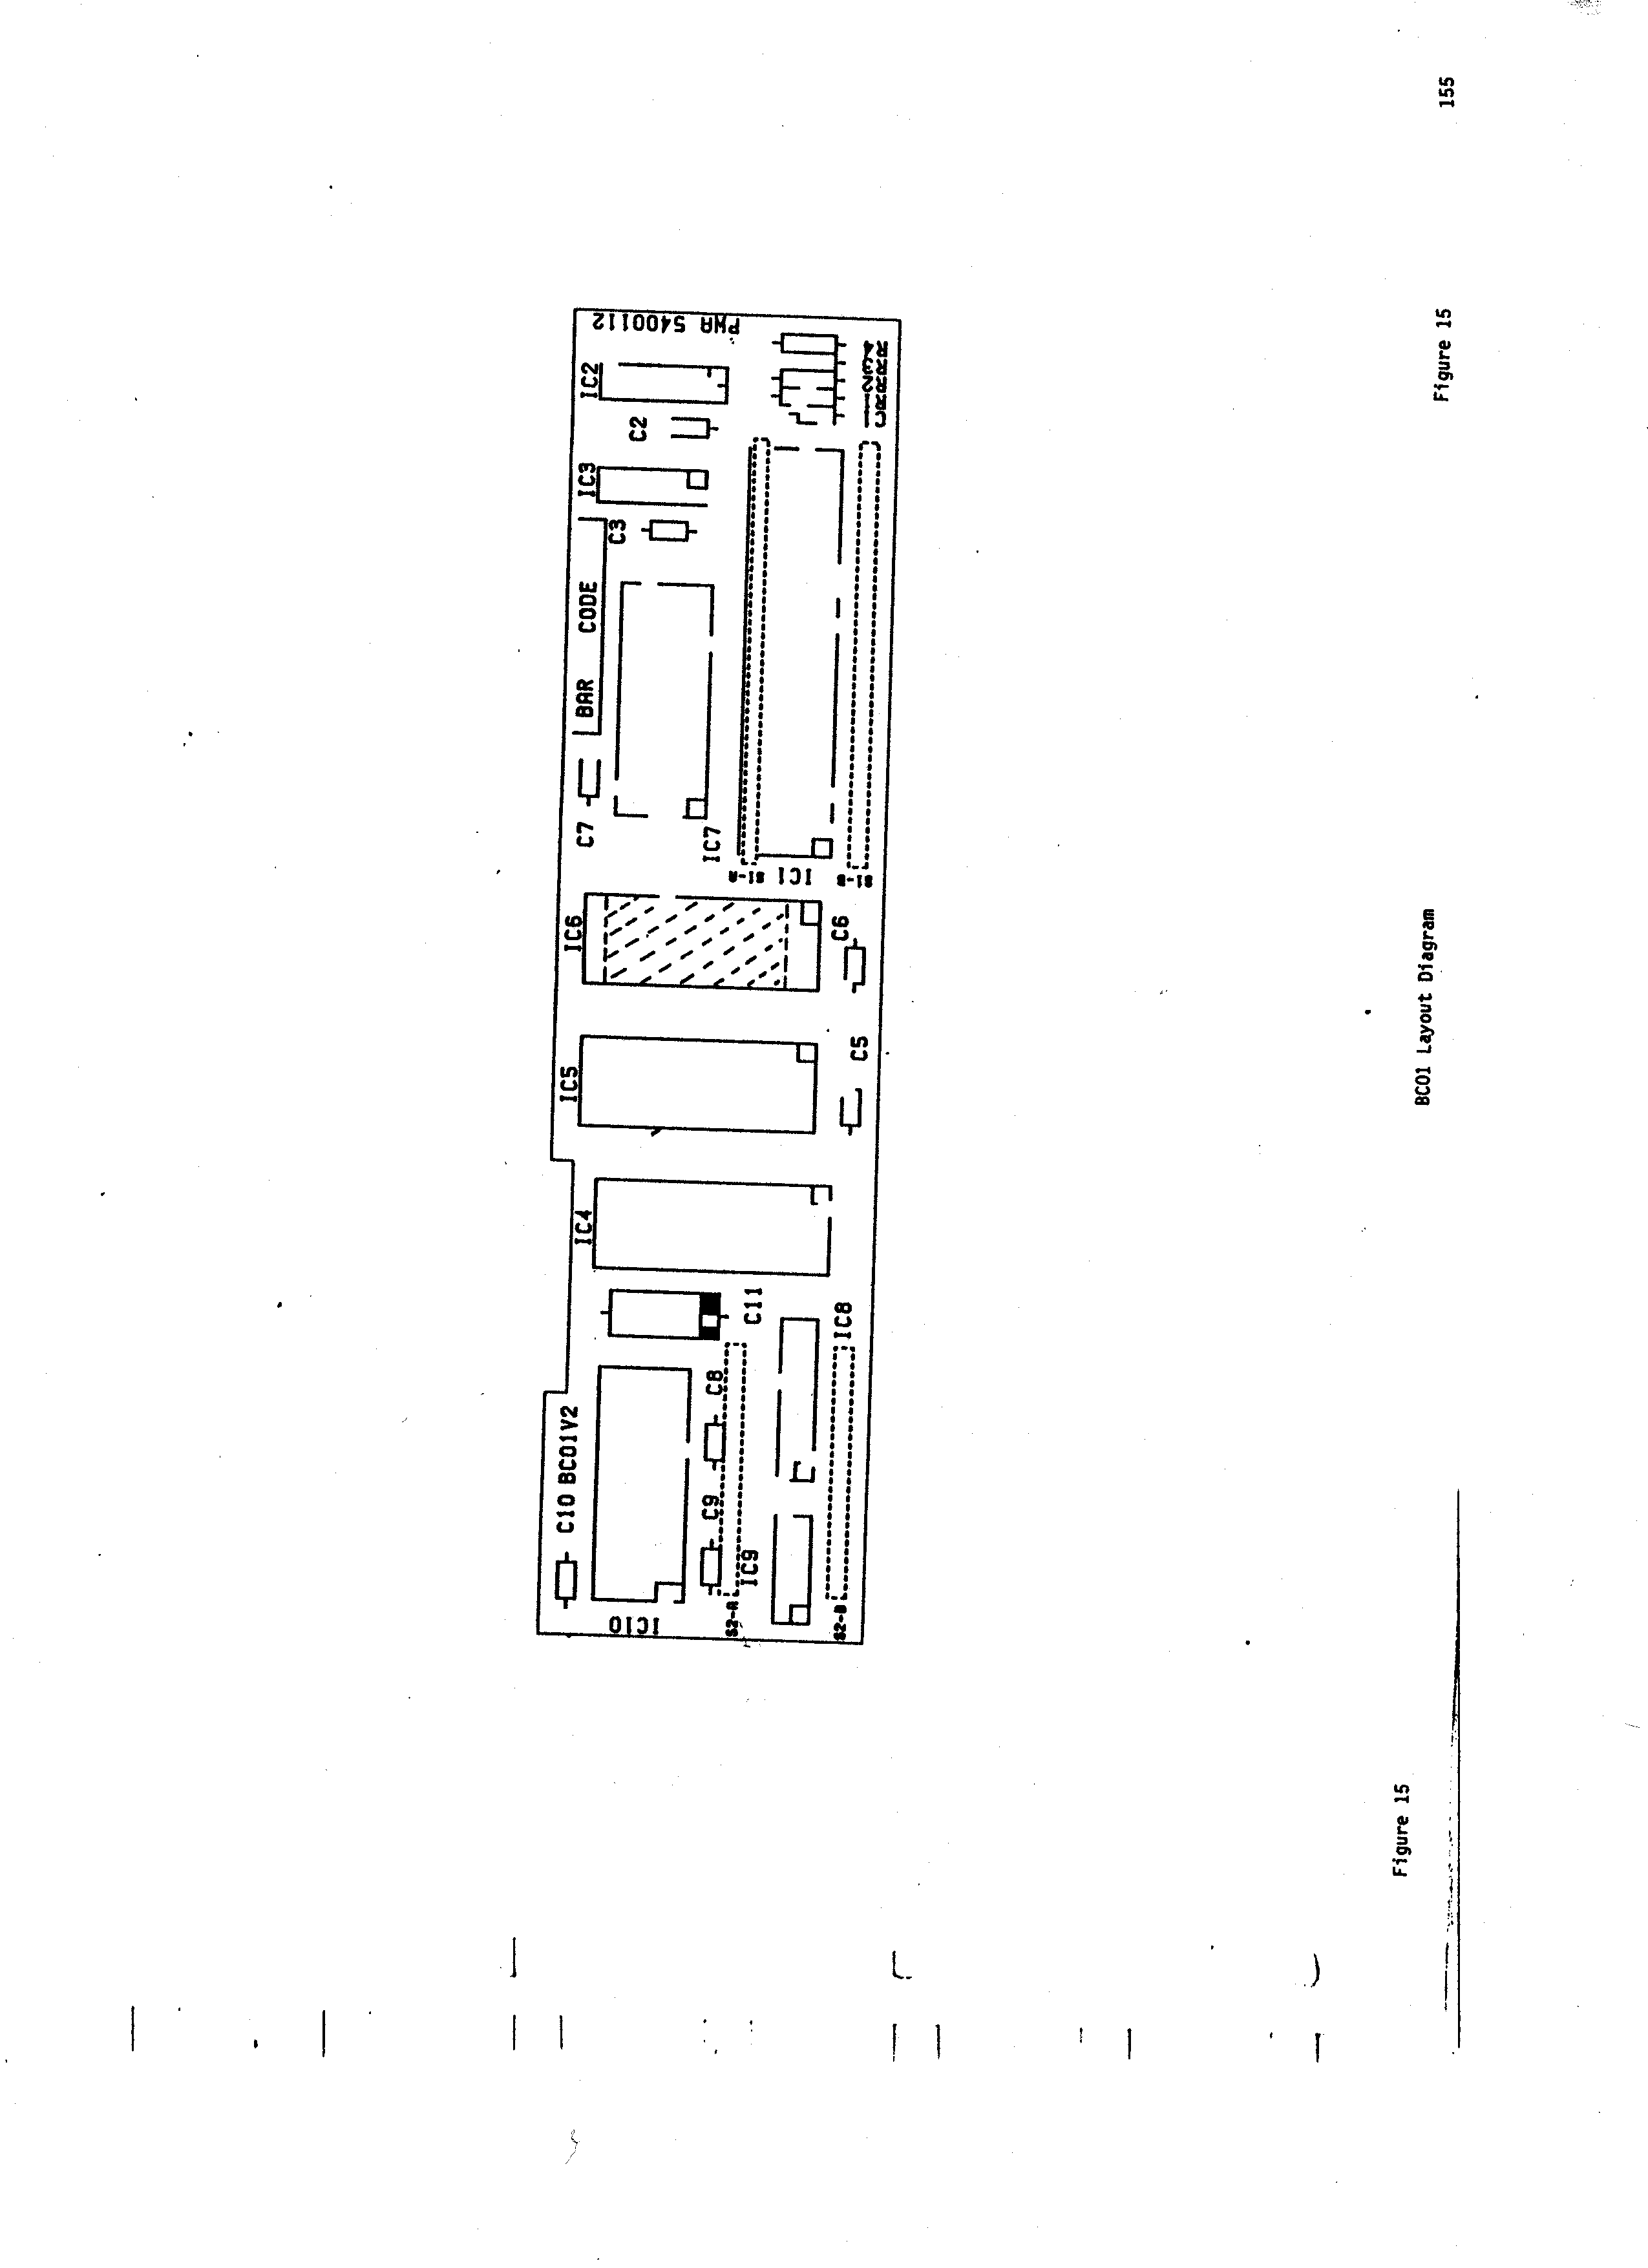 C10 BC01V2
IC10
C9
C8
S2-A
IC9
S2-B
IC8
C11
IC4
IC5
C5
IC6
C6
C7
BAR CODE
IC7
S1-A
IC1
S1-B
C3
IC3
C2
IC2
PWA 5400112
Figure 15
BC01 Layout Diagram
Figure 15
155